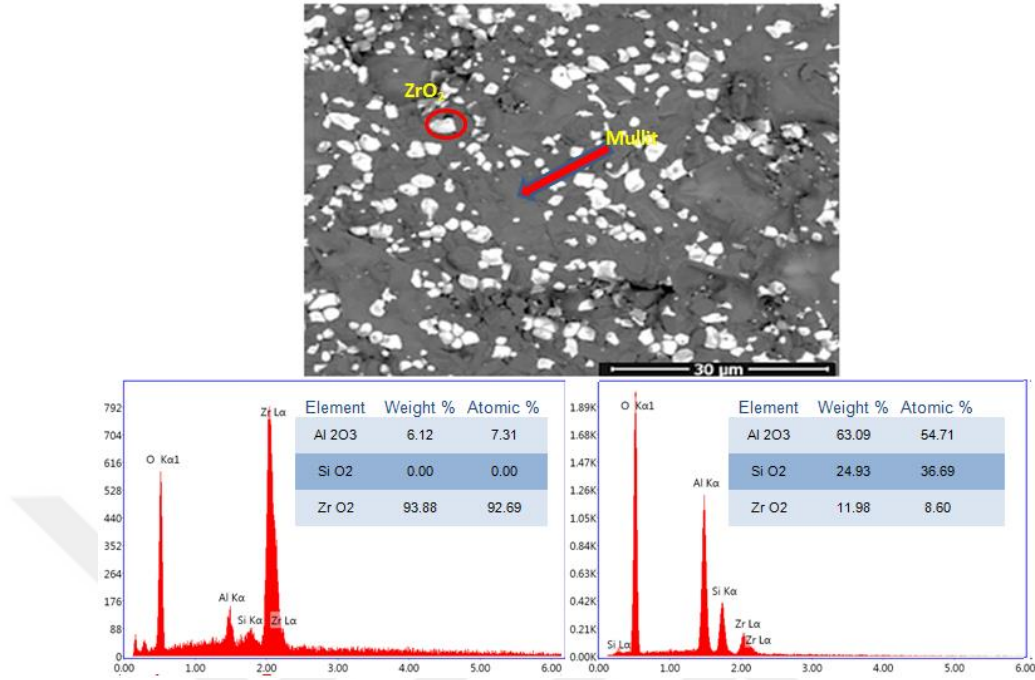 ZrO₂
Mullit
30 µm
792
704
616
528
440
352
264
176
88
0
0.00 1.00 2.00 3.00 4.00 5.00 6.00
O Kα1
Al Kα
Si Kα
Zr Lα
Zr Lα
Element Weight % Atomic %
Al 2O3 6.12 7.31
Si O2 0.00 0.00
Zr O2 93.88 92.69
1.89K
1.68K
1.47K
1.26K
1.05K
0.84K
0.63K
0.42K
0.21K
0.00 1.00 2.00 3.00 4.00 5.00 6.00
Si Lα
O Kα1
Al Kα
Si Kα
Zr Lα
Zr Lα
Element Weight % Atomic %
Al 2O3 63.09 54.71
Si O2 24.93 36.69
Zr O2 11.98 8.60